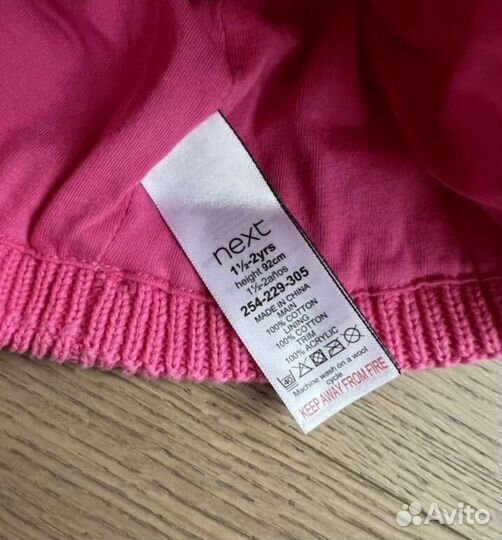 next
1½-2yrs
height 92cm
1½-2años
254-229-305
MADE IN CHINA
MAIN
100% COTTON
LINING
100% COTTON
TRIM
100% ACRYLIC
40
Machine wash on a wool
cycle
KEEP AWAY FROM FIRE
Avito